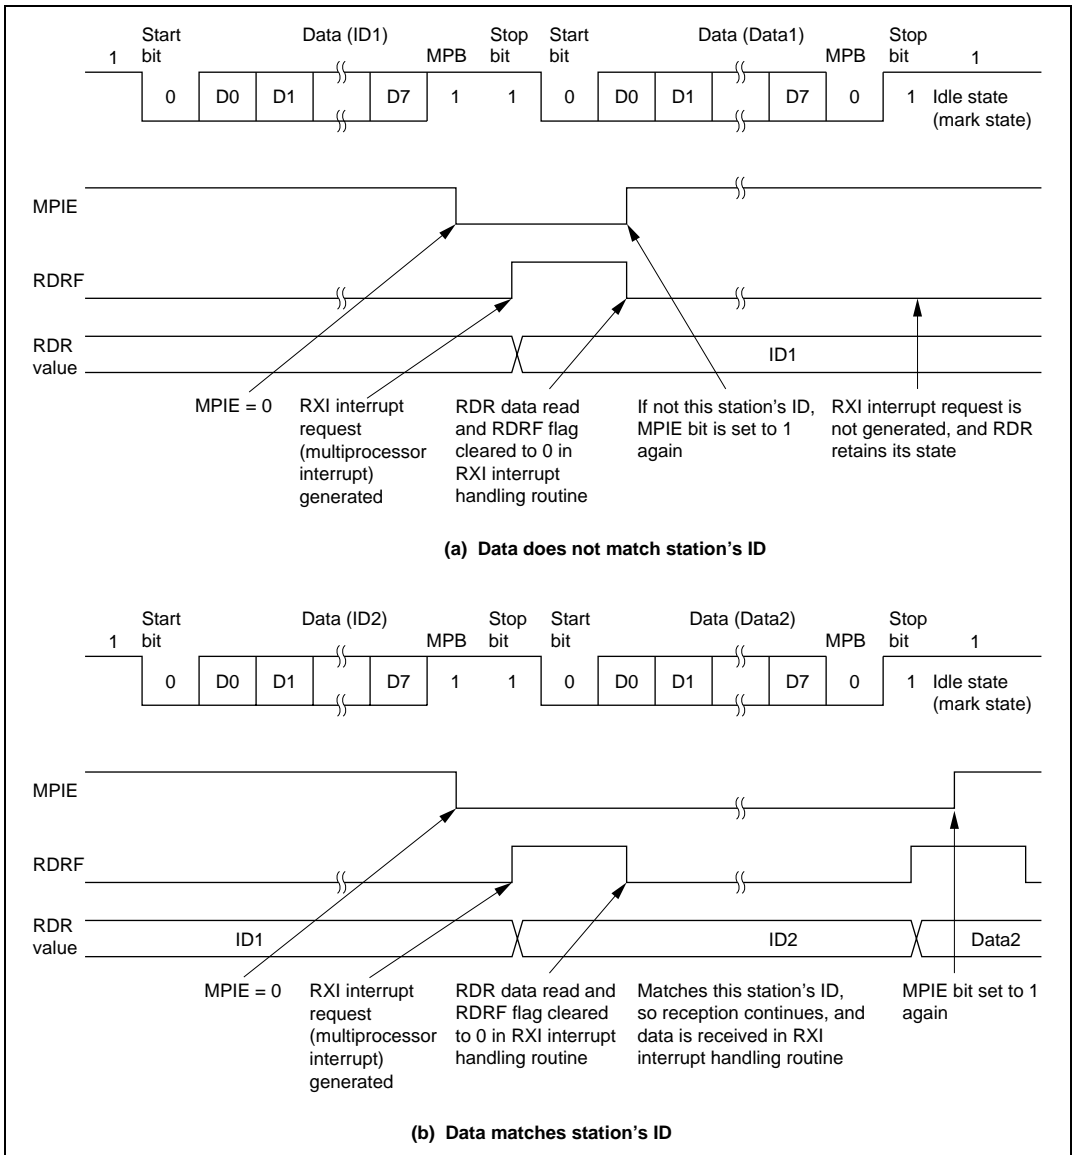 Start bit
Data (ID1)
Stop bit
Start bit
Data (Data1)
Stop bit
1
MPB
MPB
1
0 D0 D1 D7 1 1 0 D0 D1 D7 0 1 Idle state
(mark state)
MPIE
RDRF
RDR
value
ID1
MPIE = 0
RXI interrupt
request
(multiprocessor
interrupt)
generated
RDR data read
and RDRF flag
cleared to 0 in
RXI interrupt
handling routine
If not this station's ID,
MPIE bit is set to 1
again
RXI interrupt request is
not generated, and RDR
retains its state
(a) Data does not match station's ID
Start bit
Data (ID2)
Stop bit
Start bit
Data (Data2)
Stop bit
1
MPB
MPB
1
0 D0 D1 D7 1 1 0 D0 D1 D7 0 1 Idle state
(mark state)
MPIE
RDRF
RDR
value
ID1
ID2
Data2
MPIE = 0
RXI interrupt
request
(multiprocessor
interrupt)
generated
RDR data read and
RDRF flag cleared
to 0 in RXI interrupt
handling routine
Matches this station's ID,
so reception continues, and
data is received in RXI
interrupt handling routine
MPIE bit set to 1
again
(b) Data matches station's ID